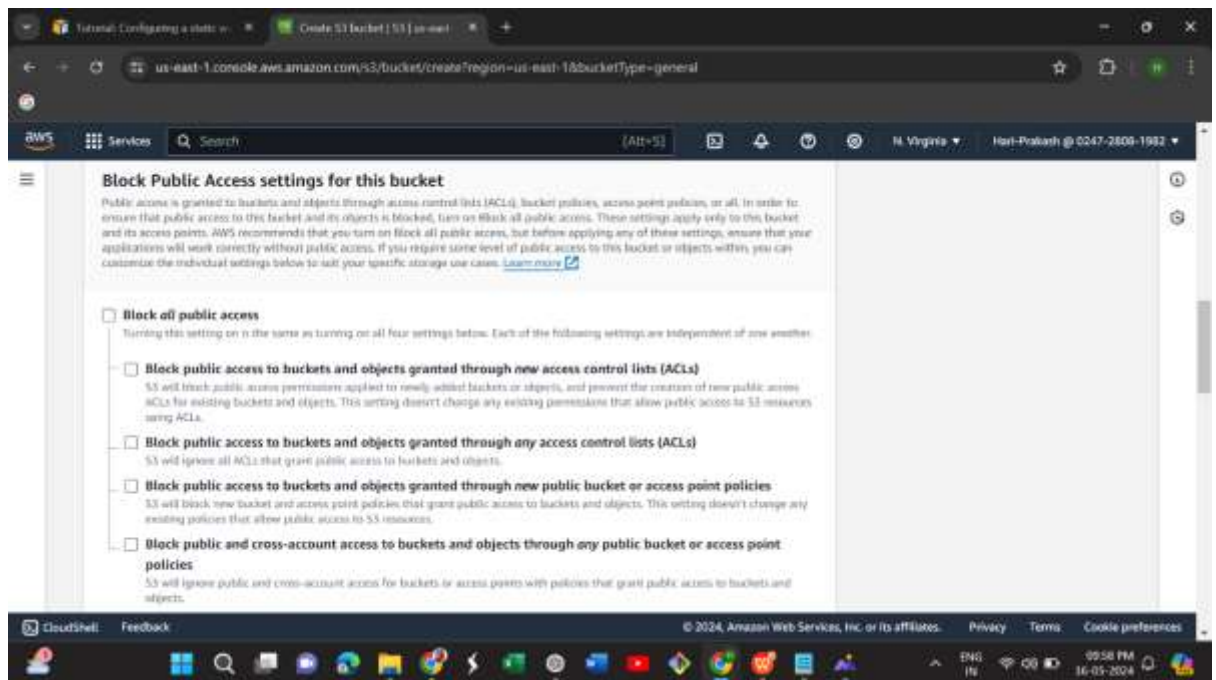 Tutorial: Configuring a static w
Create S3 bucket | S3 | us-east
us-east-1.console.aws.amazon.com/s3/bucket/create?region=us-east-1&bucketType=general
aws
Services
Search
[Alt+S]
N. Virginia
Hari-Prakash @ 0247-2808-1982
Block Public Access settings for this bucket
Public access is granted to buckets and objects through access control lists (ACLs), bucket policies, access point policies, or all. In order to
ensure that public access to this bucket and its objects is blocked, turn on Block all public access. These settings apply only to this bucket
and its access points. AWS recommends that you turn on Block all public access, but before applying any of these settings, ensure that your
applications will work correctly without public access. If you require some level of public access to this bucket or objects within, you can
customize the individual settings below to suit your specific storage use cases. Learn more
Block all public access
Turning this setting on is the same as turning on all four settings below. Each of the following settings are independent of one another.
Block public access to buckets and objects granted through new access control lists (ACLs)
S3 will block public access permissions applied to newly added buckets or objects, and prevent the creation of new public access
ACLs for existing buckets and objects. This setting doesn't change any existing permissions that allow public access to S3 resources
using ACLs.
Block public access to buckets and objects granted through any access control lists (ACLs)
S3 will ignore all ACLs that grant public access to buckets and objects.
Block public access to buckets and objects granted through new public bucket or access point policies
S3 will block new bucket and access point policies that grant public access to buckets and objects. This setting doesn't change any
existing policies that allow public access to S3 resources.
Block public and cross-account access to buckets and objects through any public bucket or access point
policies
S3 will ignore public and cross-account access for buckets or access points with policies that grant public access to buckets and
objects.
CloudShell
Feedback
© 2024, Amazon Web Services, Inc. or its affiliates.
Privacy
Terms
Cookie preferences
ENG
IN
09:58 PM
16-05-2024